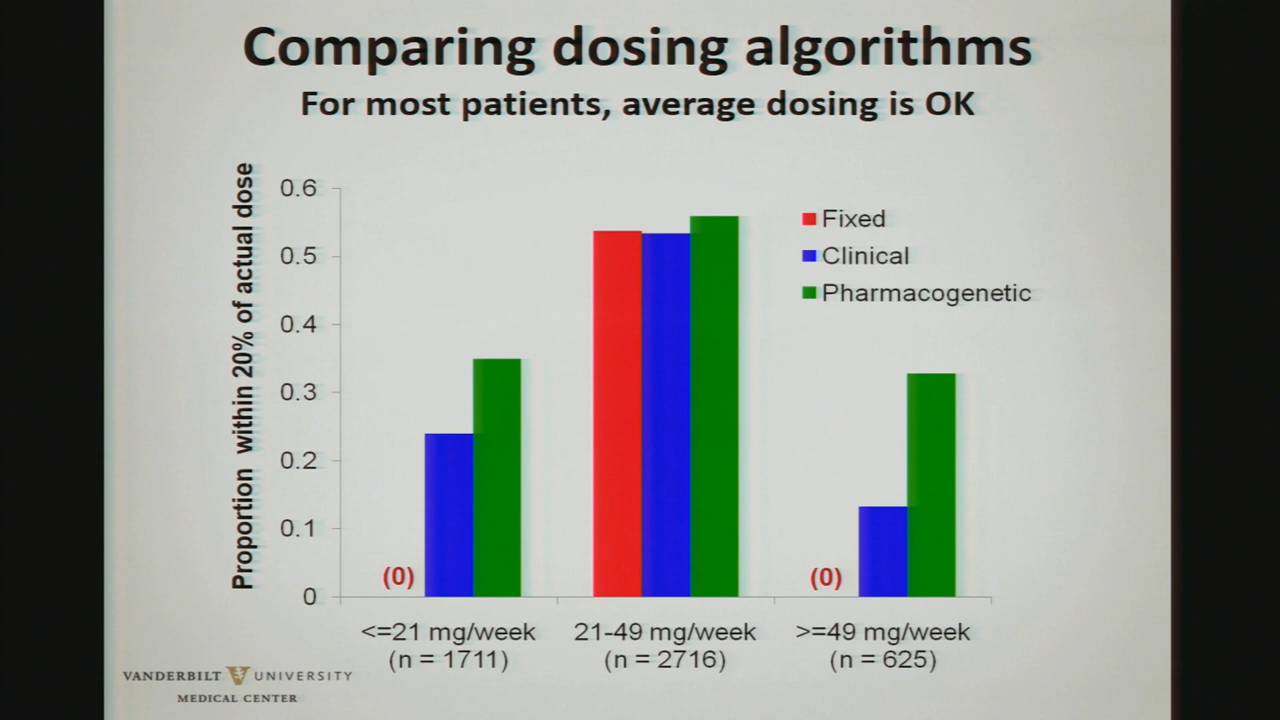 Comparing dosing algorithms
For most patients, average dosing is OK
Proportion within 20% of actual dose
0.6
0.5
0.4
0.3
0.2
0.1
0
Fixed
Clinical
Pharmacogenetic
(0)
(0)
<=21 mg/week
(n = 1711)
21-49 mg/week
(n = 2716)
>=49 mg/week
(n = 625)
VANDERBILT V UNIVERSITY
MEDICAL CENTER